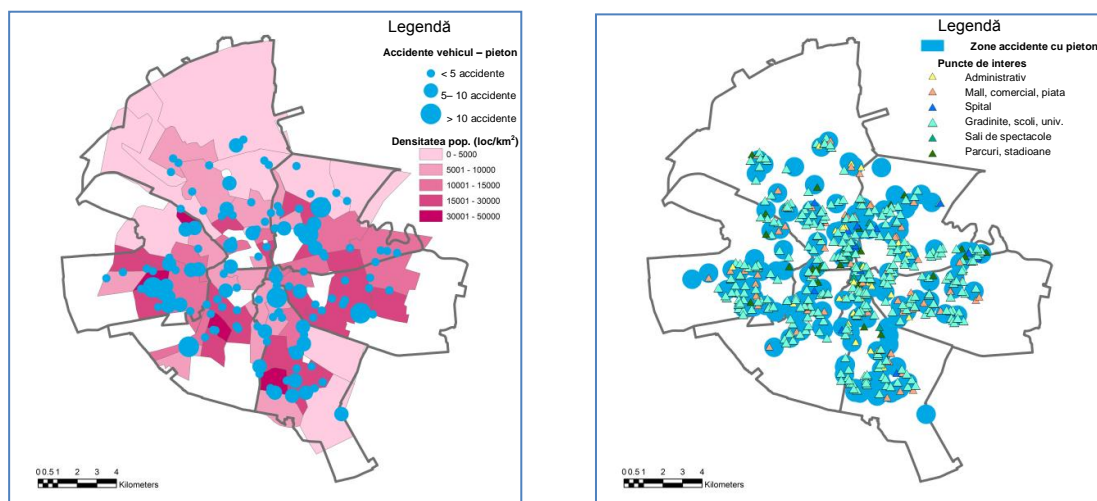 Legendă
Accidente vehicul – pieton
< 5 accidente
5– 10 accidente
> 10 accidente
Densitatea pop. (loc/km²)
0 - 5000
5001 - 10000
10001 - 15000
15001 - 30000
30001 - 50000
0 0.5 1 2 3 4
Kilometers
Legendă
Zone accidente cu pieton
Puncte de interes
Administrativ
Mall, comercial, piata
Spital
Gradinite, scoli, univ.
Sali de spectacole
Parcuri, stadioane
0 0.5 1 2 3 4
Kilometers